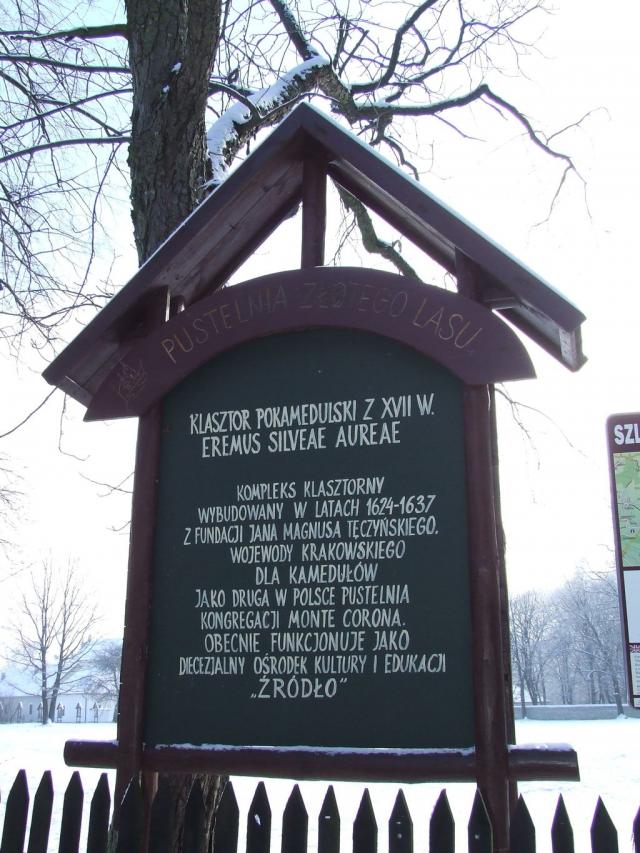 PUSTELNIA ZŁOTEGO LASU
KLASZTOR POKAMEDULSKI Z XVII W.
EREMUS SILVEAE AUREAE
KOMPLEKS KLASZTORNY
WYBUDOWANY W LATACH 1624-1637
Z FUNDACJI JANA MAGNUSA TĘCZYŃSKIEGO.
WOJEWODY KRAKOWSKIEGO
DLA KAMEDUŁÓW
JAKO DRUGA W POLSCE PUSTELNIA
KONGREGACJI MONTE CORONA.
OBECNIE FUNKCJONUJE JAKO
DIECEZJALNY OŚRODEK KULTURY I EDUKACJI
„ŹRÓDŁO"
SZL